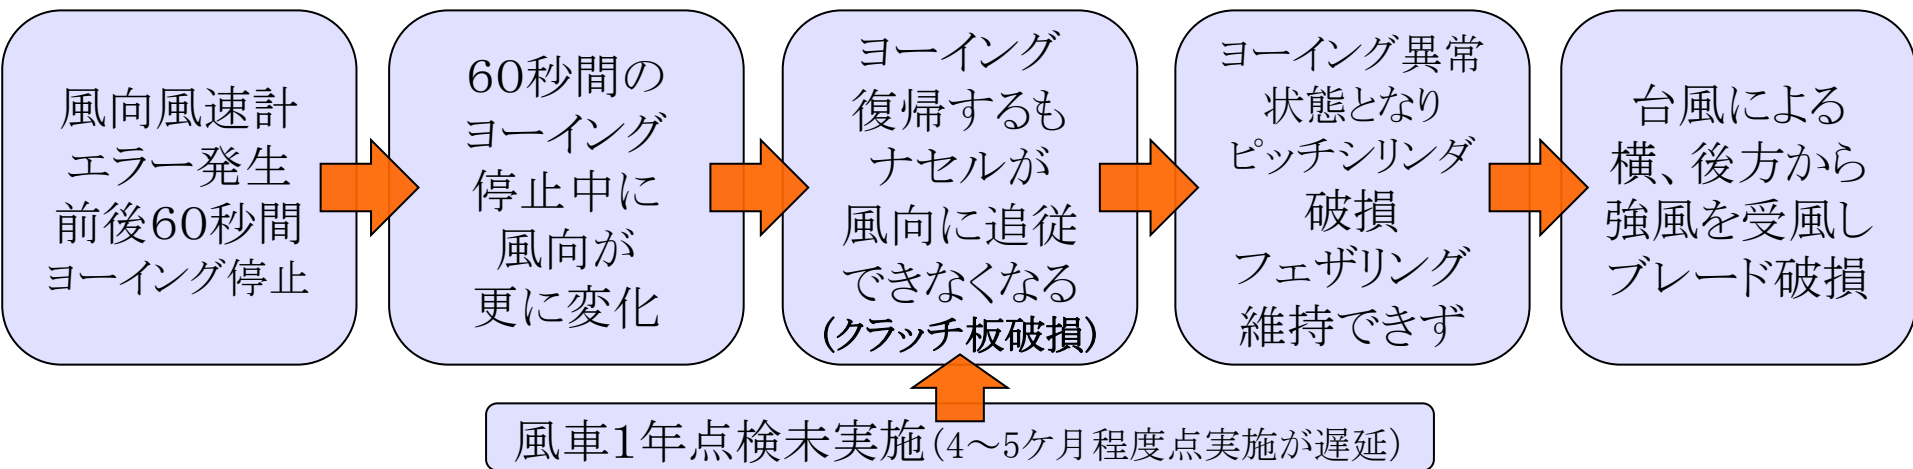 風向風速計
エラー発生
前後60秒間
ヨーイング停止
60秒間の
ヨーイング
停止中に
風向が
更に変化
ヨーイング
復帰するも
ナセルが
風向に追従
できなくなる
(クラッチ板破損)
ヨーイング異常
状態となり
ピッチシリンダ
破損
フェザリング
維持できず
台風による
横、後方から
強風を受風し
ブレード破損
風車1年点検未実施(4～5ケ月程度点実施が遅延)